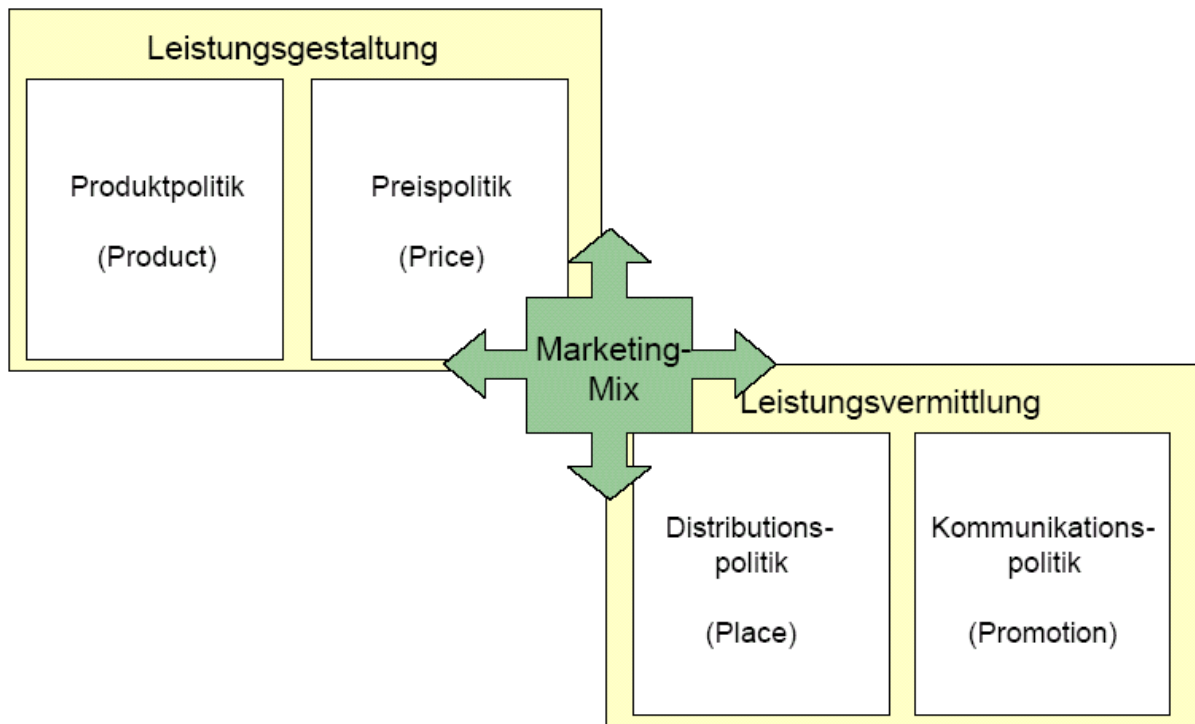 Leistungsgestaltung
Produktpolitik
(Product)
Preispolitik
(Price)
Marketing-
Mix
Leistungsvermittlung
Distributions-
politik
(Place)
Kommunikations-
politik
(Promotion)